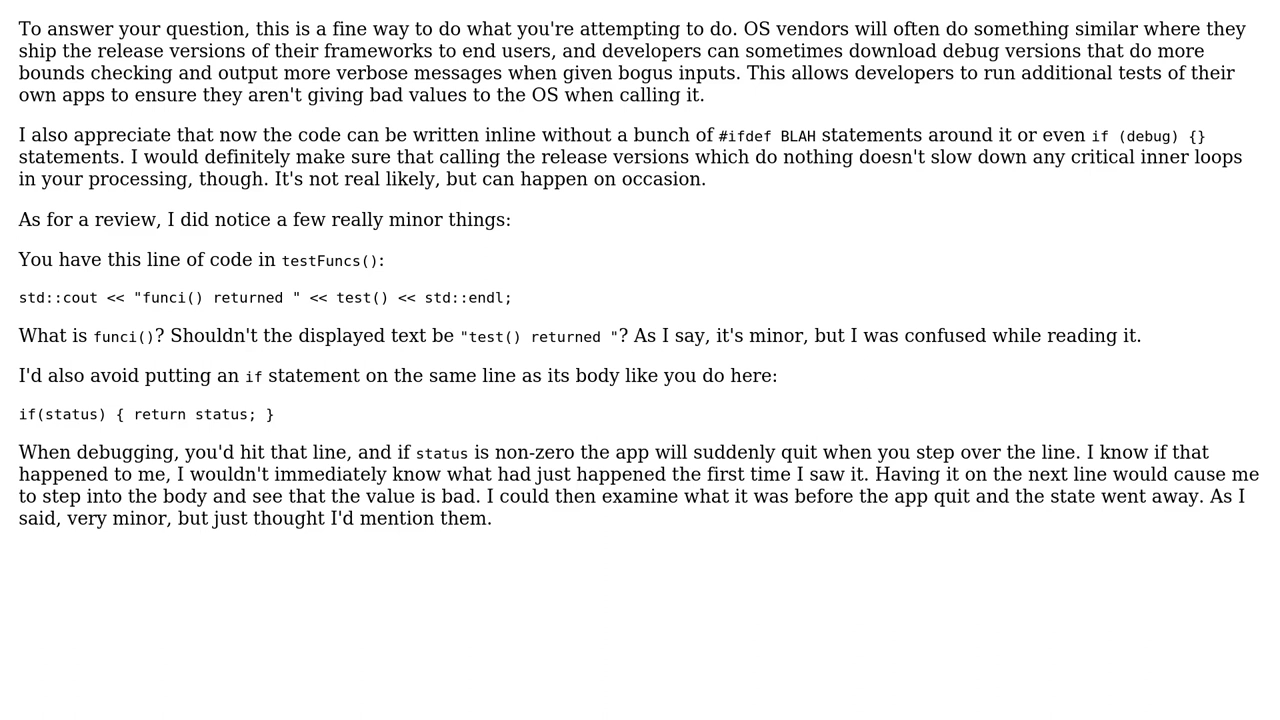 To answer your question, this is a fine way to do what you're attempting to do. OS vendors will often do something similar where they
ship the release versions of their frameworks to end users, and developers can sometimes download debug versions that do more
bounds checking and output more verbose messages when given bogus inputs. This allows developers to run additional tests of their
own apps to ensure they aren't giving bad values to the OS when calling it.
I also appreciate that now the code can be written inline without a bunch of #ifdef BLAH statements around it or even if (debug) {}
statements. I would definitely make sure that calling the release versions which do nothing doesn't slow down any critical inner loops
in your processing, though. It's not real likely, but can happen on occasion.
As for a review, I did notice a few really minor things:
You have this line of code in testFuncs():
std::cout << "funci() returned " << test() << std::endl;
What is funci()? Shouldn't the displayed text be "test() returned "? As I say, it's minor, but I was confused while reading it.
I'd also avoid putting an if statement on the same line as its body like you do here:
if(status) { return status; }
When debugging, you'd hit that line, and if status is non-zero the app will suddenly quit when you step over the line. I know if that
happened to me, I wouldn't immediately know what had just happened the first time I saw it. Having it on the next line would cause me
to step into the body and see that the value is bad. I could then examine what it was before the app quit and the state went away. As I
said, very minor, but just thought I'd mention them.